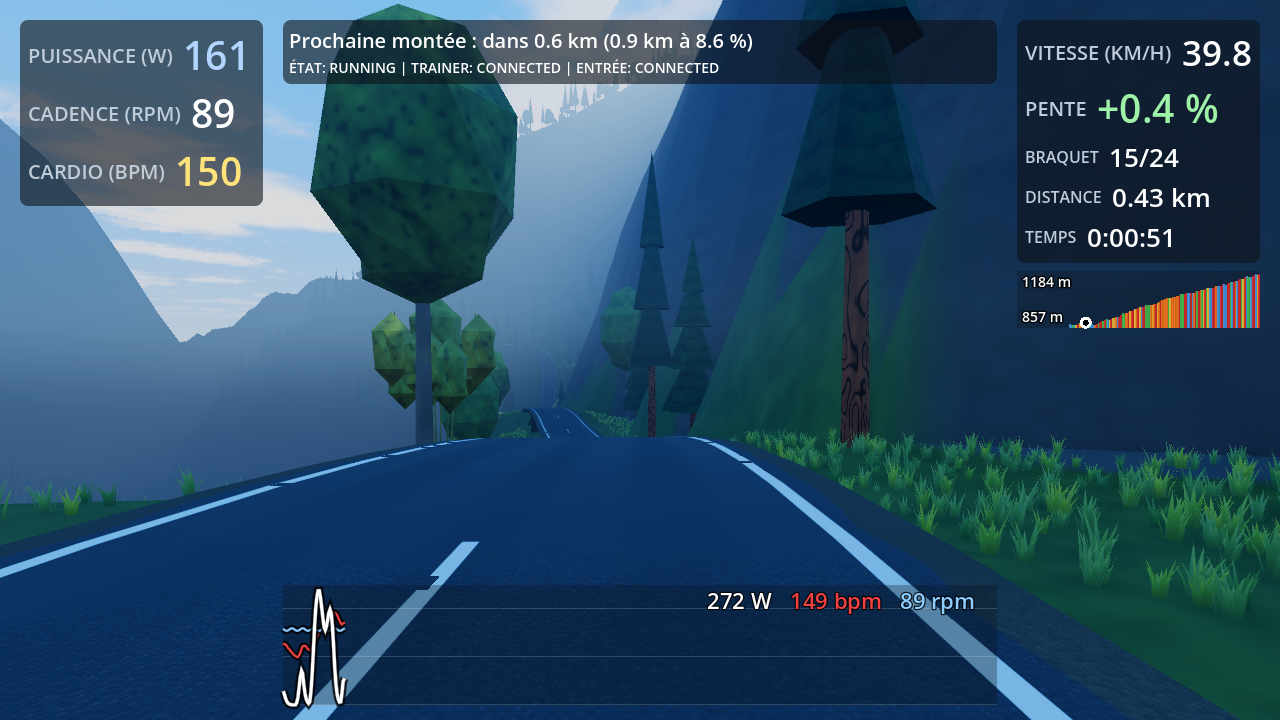 PUISSANCE (W) 161
CADENCE (RPM) 89
CARDIO (BPM) 150
Prochaine montée : dans 0.6 km (0.9 km à 8.6 %)
ÉTAT: RUNNING | TRAINER: CONNECTED | ENTRÉE: CONNECTED
VITESSE (KM/H) 39.8
PENTE +0.4 %
BRAQUET 15/24
DISTANCE 0.43 km
TEMPS 0:00:51
1184 m
857 m
272 W 149 bpm 89 rpm